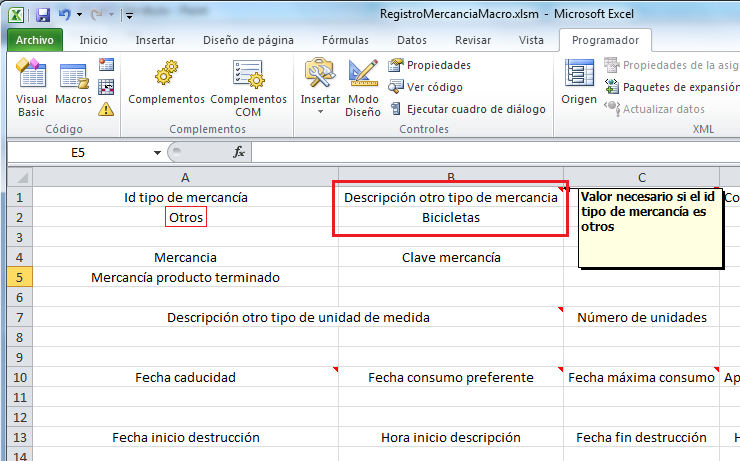 RegistroMercanciaMacro.xlsm - Microsoft Excel
Archivo Inicio Insertar Diseño de página Fórmulas Datos Revisar Vista Programador
Visual Basic
Macros
Código
Complementos
Complementos COM
Complementos
Insertar
Modo Diseño
Propiedades
Ver código
Ejecutar cuadro de diálogo
Controles
Origen
Propiedades de la asig
Paquetes de expansión
Actualizar datos
XML
E5 fx
A B C
1 Id tipo de mercancía Descripción otro tipo de mercancia Co
Valor necesario si el id
tipo de mercancía es
otros
2 Otros Bicicletas
3
4 Mercancia Clave mercancía
5 Mercancía producto terminado
6
7 Descripción otro tipo de unidad de medida Número de unidades
8
9
10 Fecha caducidad Fecha consumo preferente Fecha máxima consumo Ap
11
12
13 Fecha inicio destrucción Hora inicio descripción Fecha fin destrucción H
14